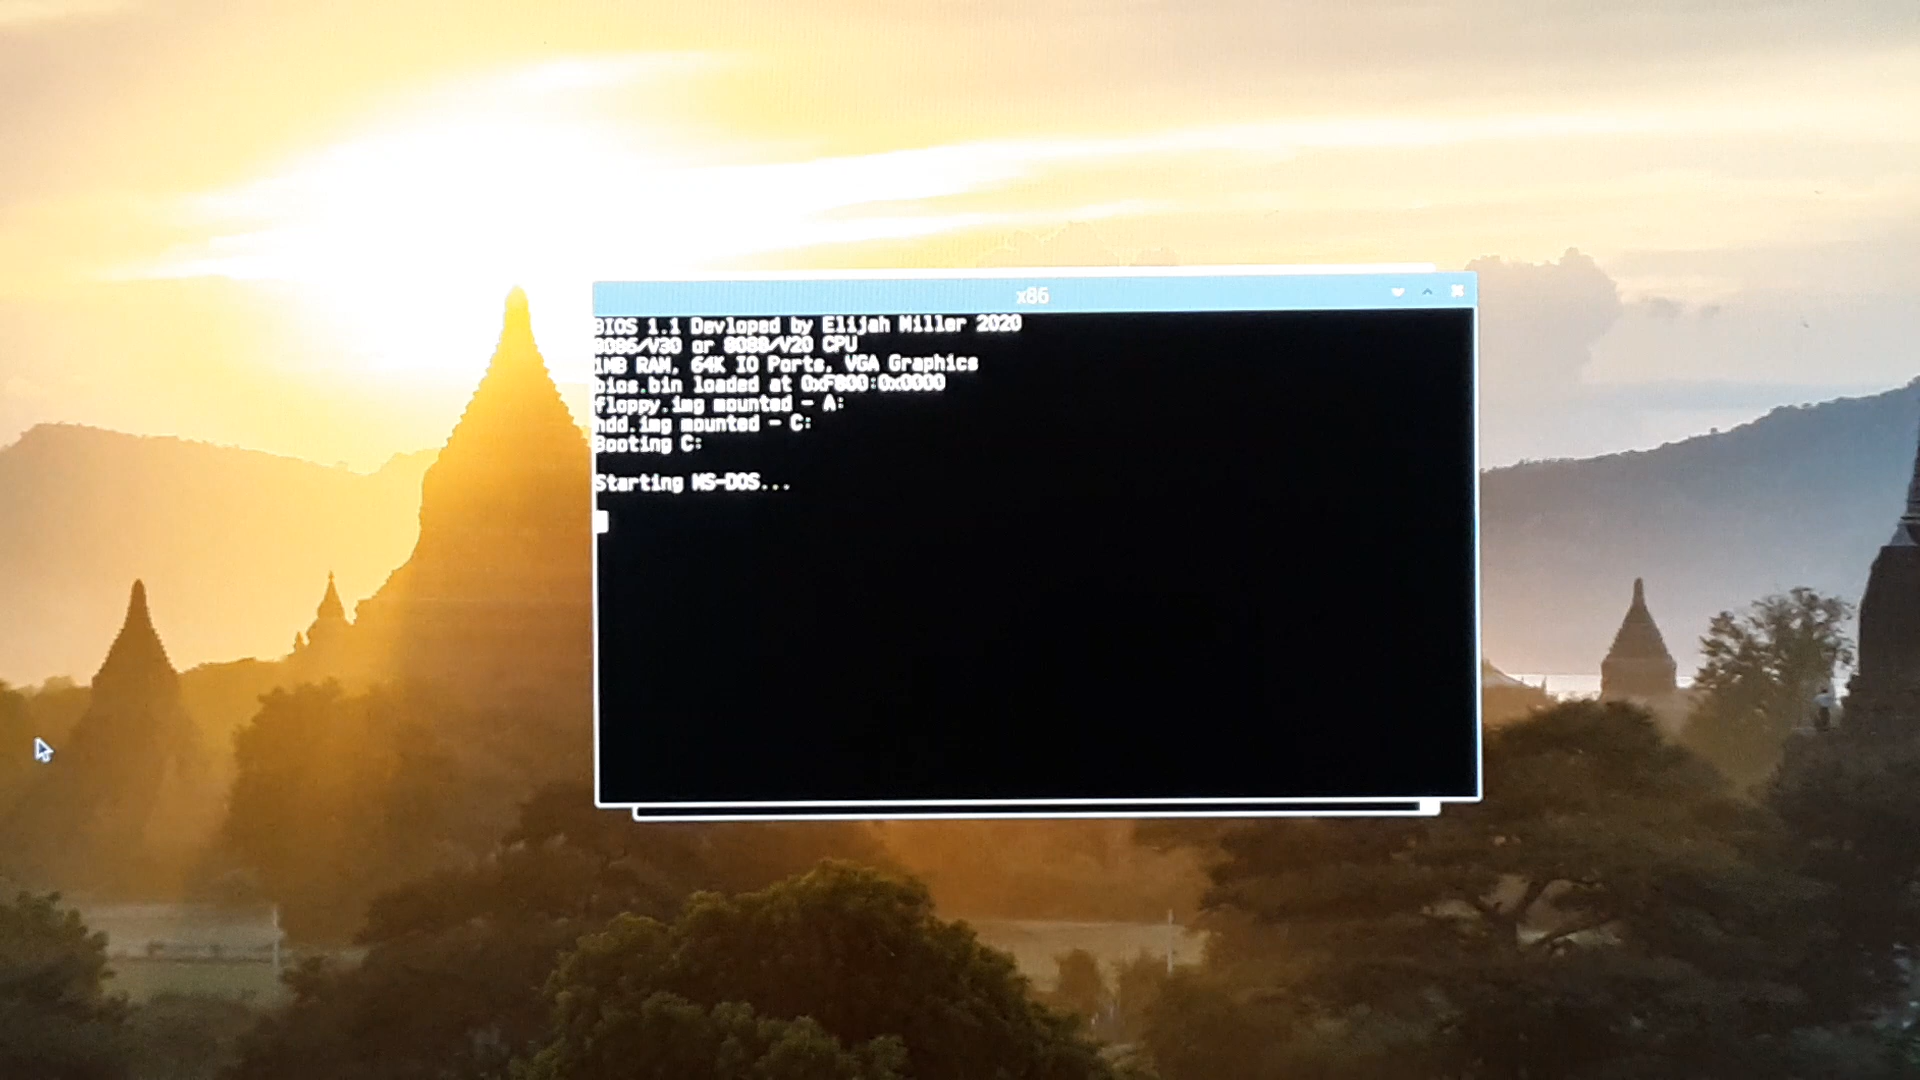 x86
BIOS 1.1 Devloped by Elijah Miller 2020
8086/V30 or 8088/V20 CPU
1MB RAM, 64K IO Ports, VGA Graphics
bios.bin loaded at 0xF800:0x0000
floppy.img mounted - A:
hdd.img mounted - C:
Booting C:
Starting MS-DOS...